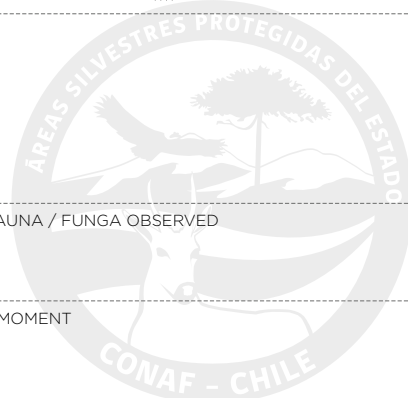 ÁREAS SILVESTRES PROTEGIDAS DEL ESTADO
AUNA / FUNGA OBSERVED
MOMENT
CONAF – CHILE